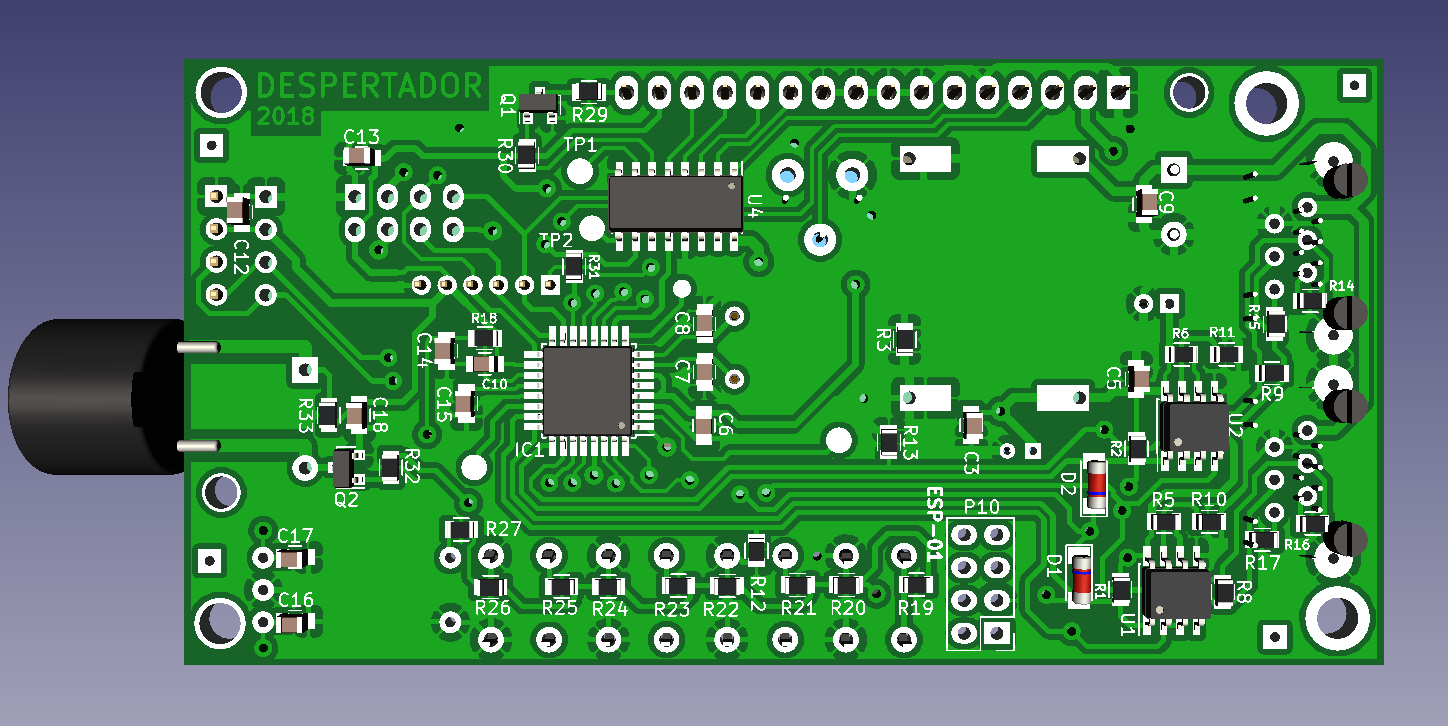 DESPERTADOR
2018
Q1
R29
C13
R30
TP1
U4
C9
C12
TP2
R31
R14
R15
C8
R18
C14
R3
R6
R11
C10
C7
C5
R9
C15
R33
C18
C6
U2
IC1
R13
R2
C3
R32
Q2
D2
ESP-01
P10
R5
R10
R27
C17
R17
R16
D1
R12
R1
R8
C16
R26
R25
R24
R23
R22
R21
R20
R19
U1